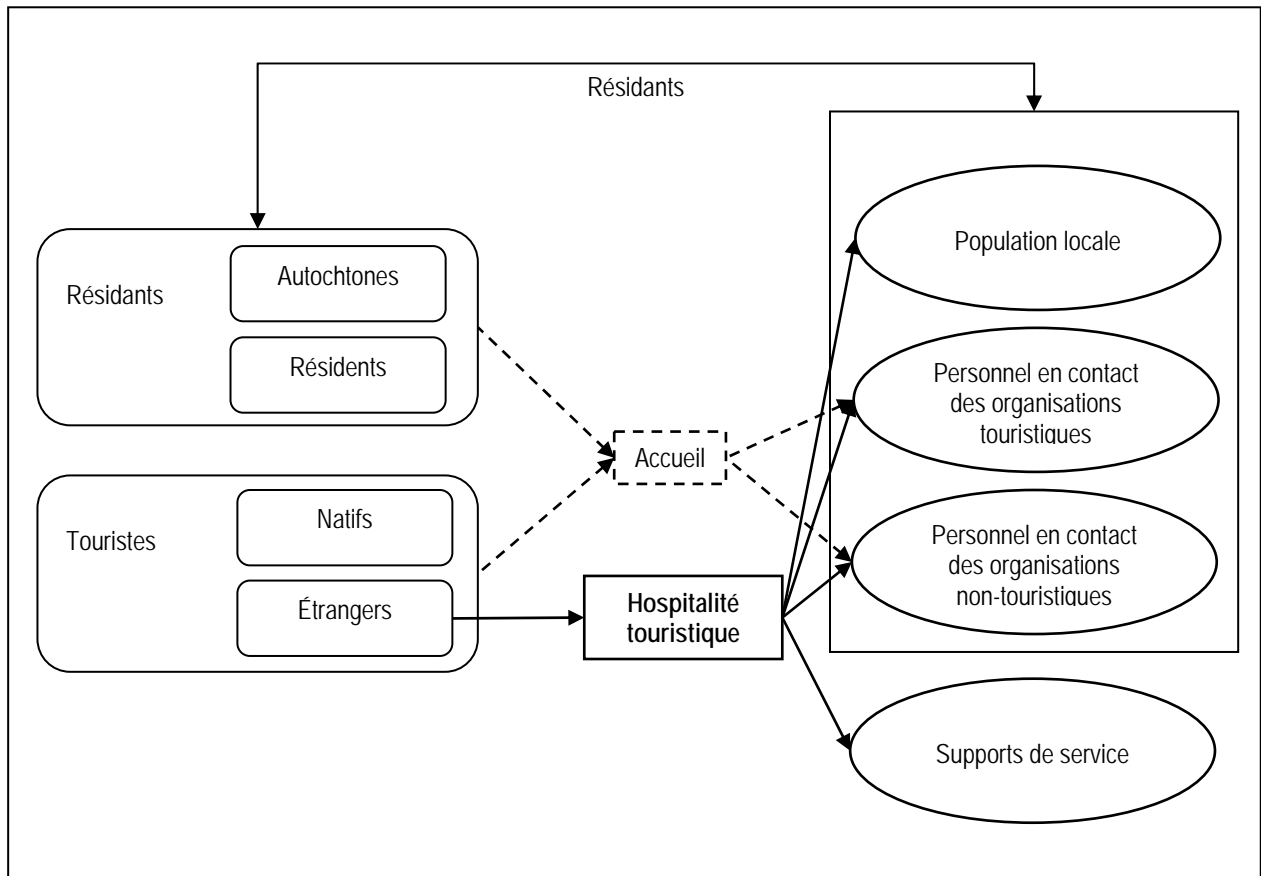 Résidants
Population locale
Autochtones
Résidants
Résidents
Personnel en contact
des organisations
touristiques
Accueil
Natifs
Touristes
Personnel en contact
des organisations
non-touristiques
Étrangers
Hospitalité
touristique
Supports de service